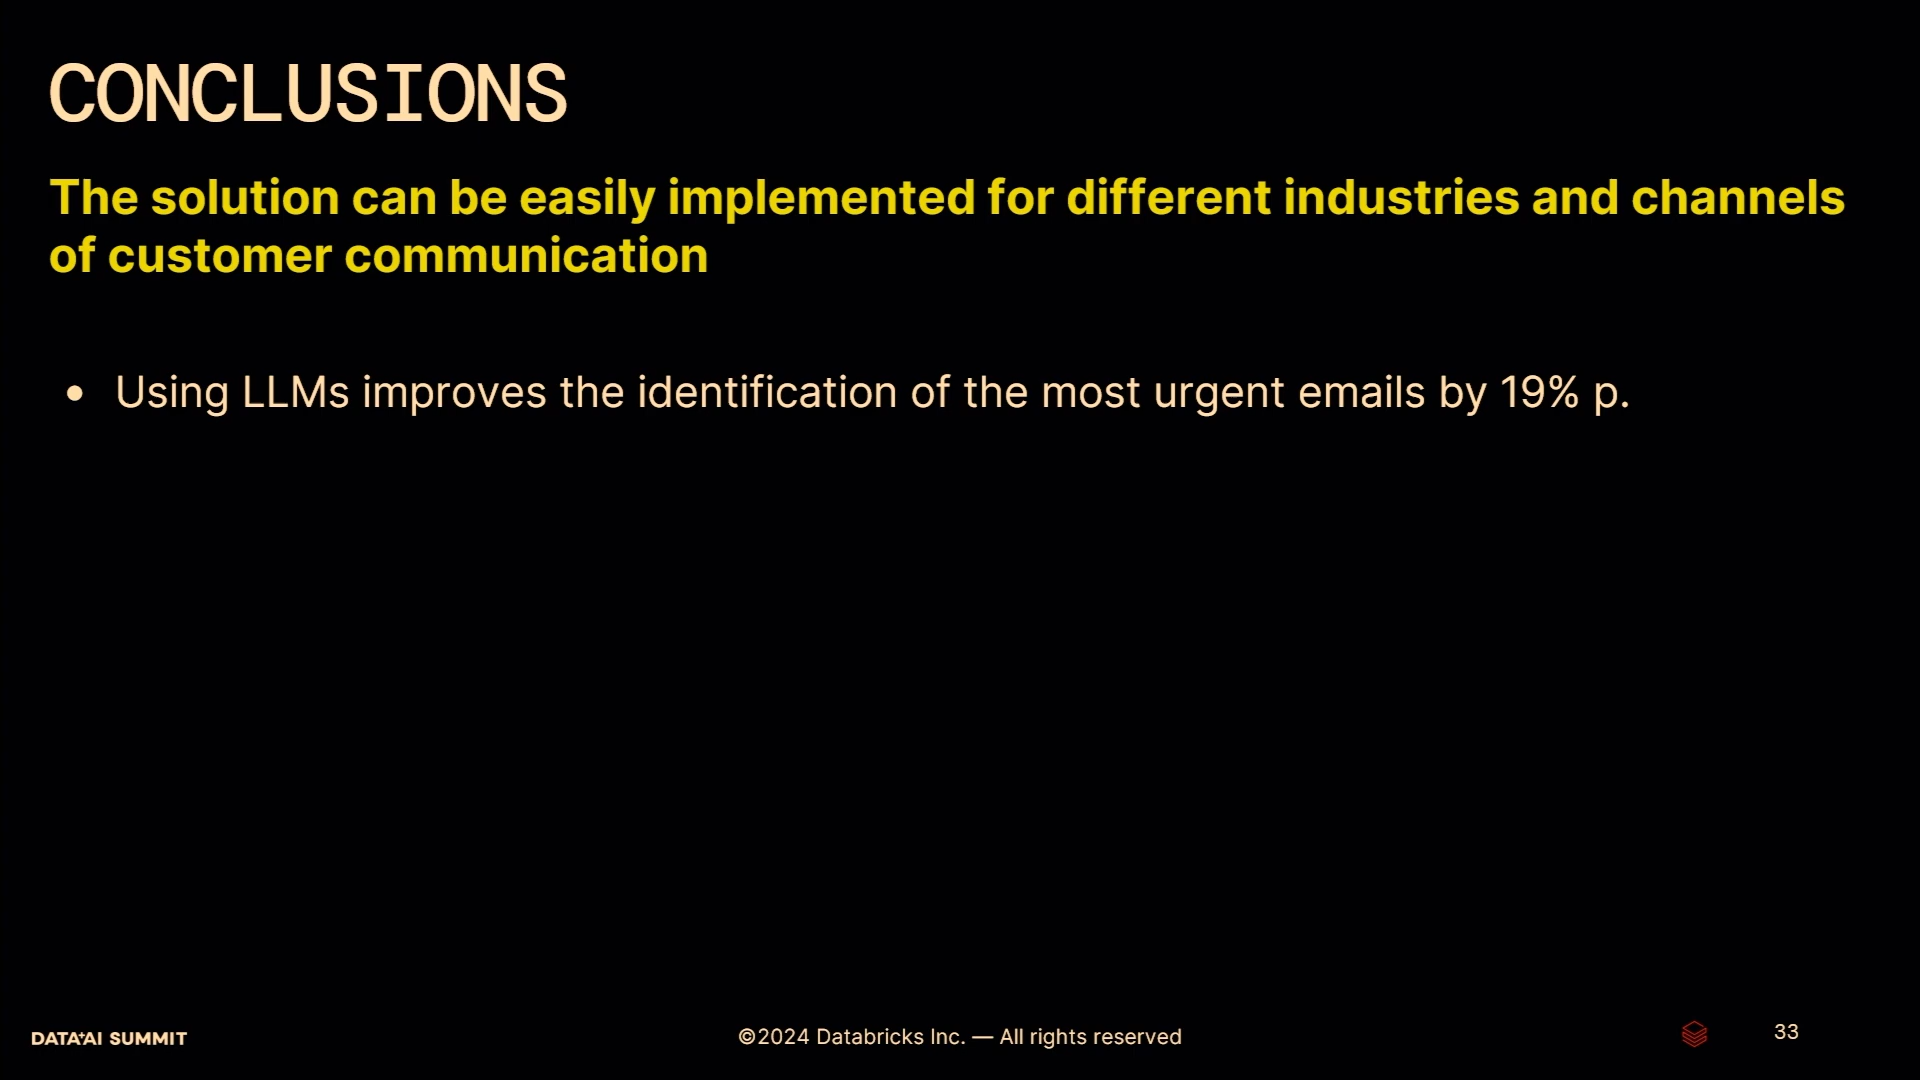 CONCLUSIONS
The solution can be easily implemented for different industries and channels
of customer communication
• Using LLMs improves the identification of the most urgent emails by 19% p.
DATA+AI SUMMIT
©2024 Databricks Inc. — All rights reserved
33